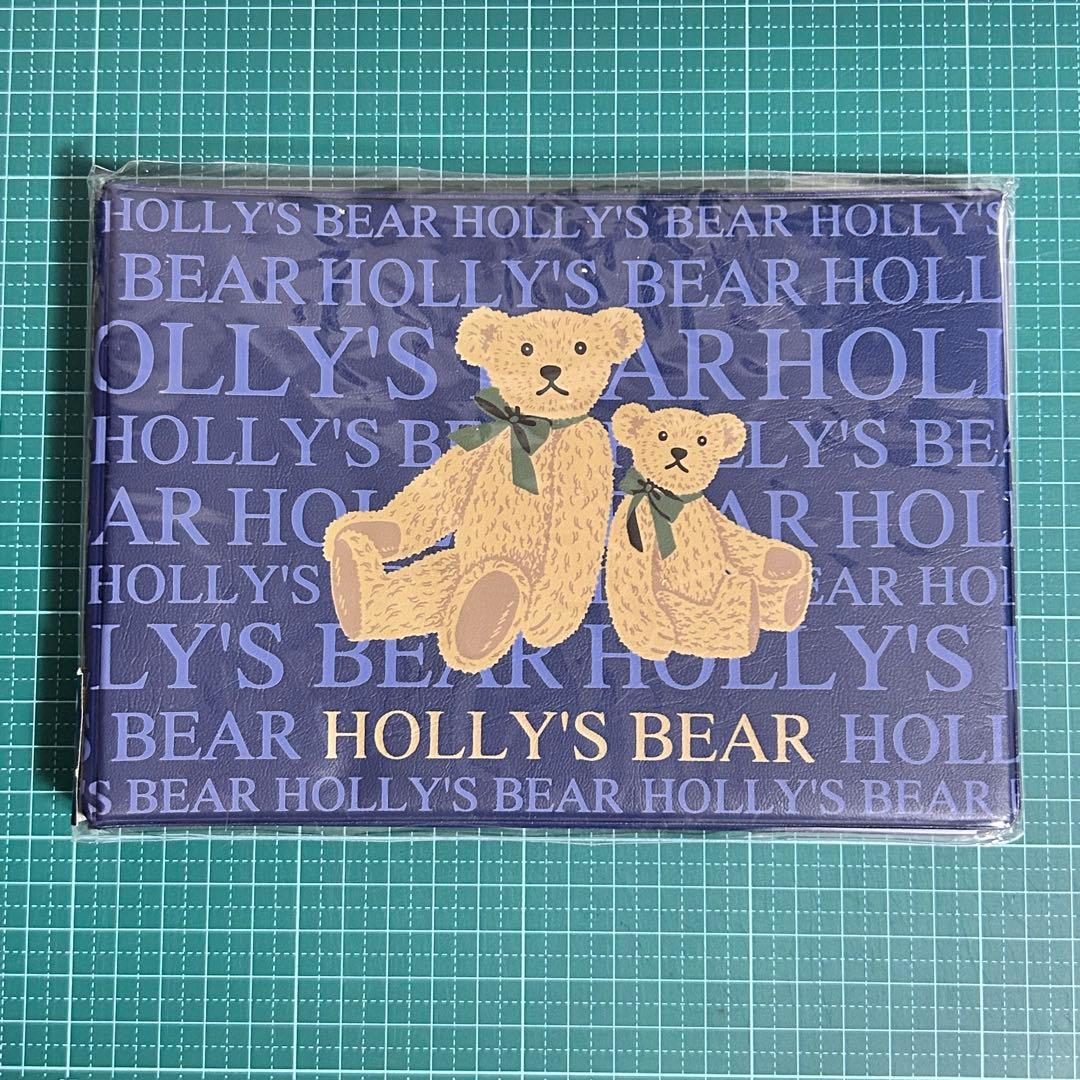 HOLLY'S BEAR HOLLY'S BEAR HOLLY'S
BEAR HOLLY'S BEAR HOLL
OLLY'S BEAR HOLL
HOLLY'S BE LLY'S BEA
AR HOL AR HOL
HOLLY'S EAR HO
LY'S BEAR HOLLY'S
BEAR HOLLY'S BEAR HOLL
S BEAR HOLLY'S BEAR HOLLY'S BEAR